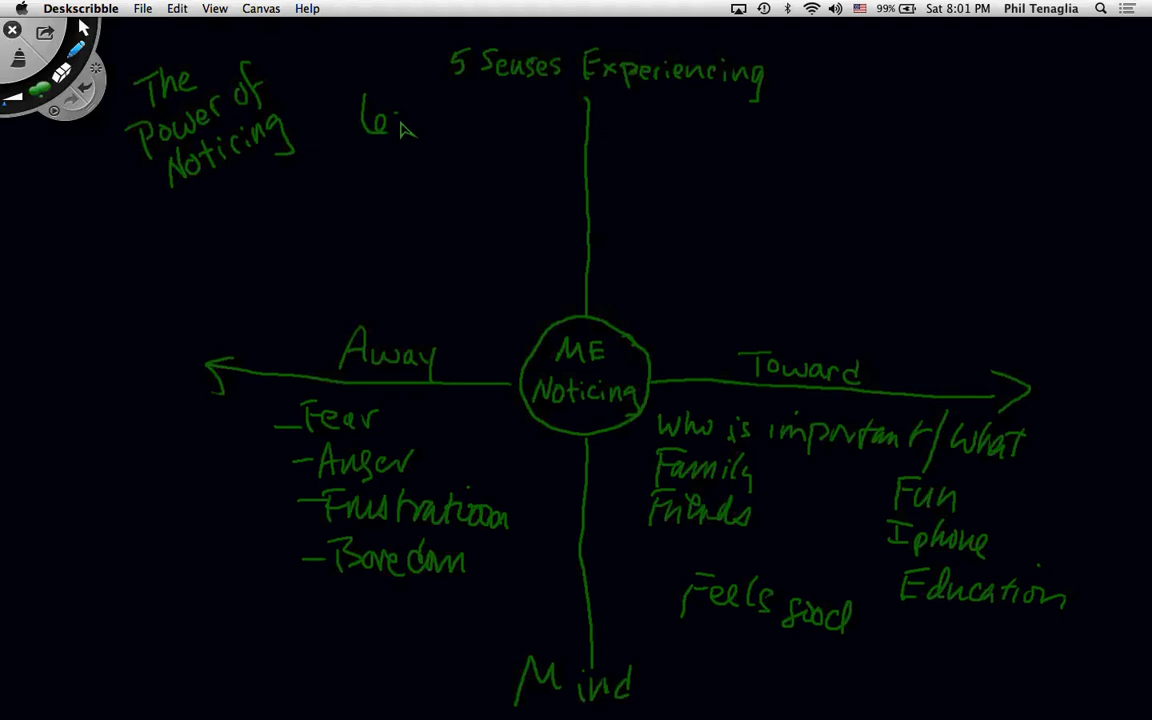 Deskscribble File Edit View Canvas Help
99% Sat 8:01 PM Phil Tenaglia
The
Power of
Noticing
5 Senses Experiencing
Away
ME
Noticing
Toward
-Fear
-Anger
-Frustration
-Boredom
Who is important/What
Family
Friends
Fun
Iphone
Education
Feels good
Mind